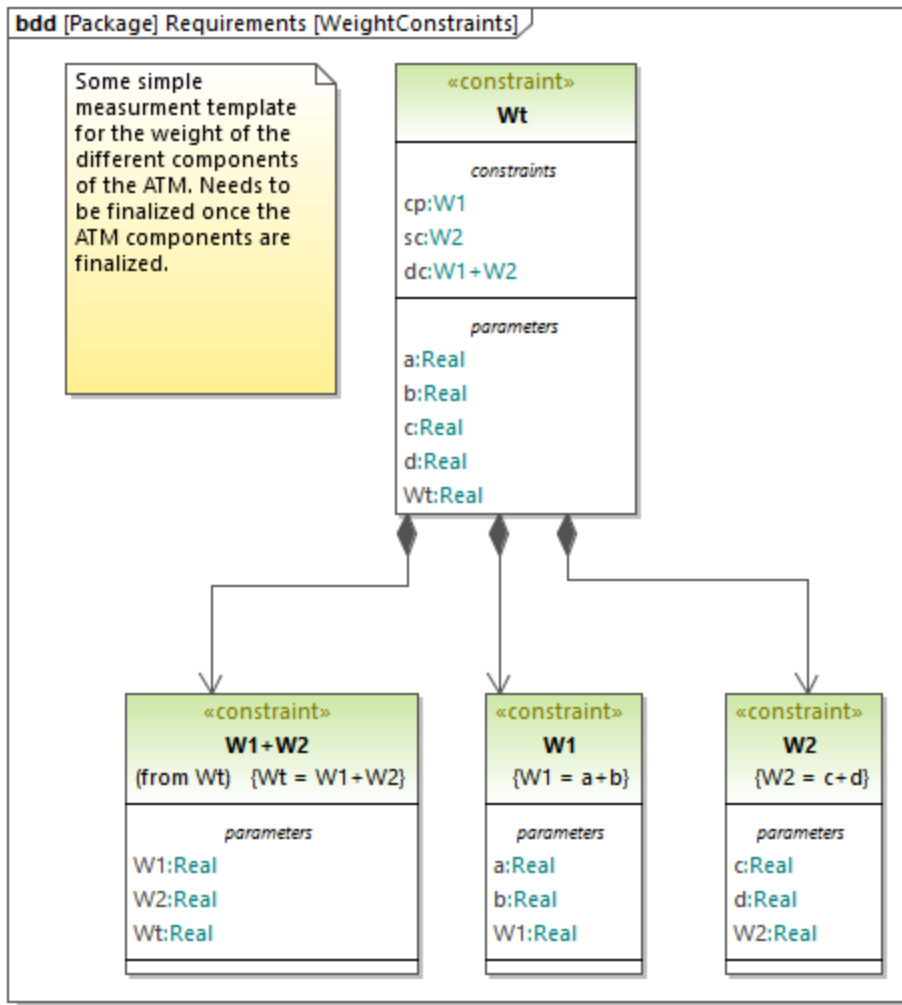 bdd [Package] Requirements [WeightConstraints]
Some simple
measurment template
for the weight of the
different components
of the ATM. Needs to
be finalized once the
ATM components are
finalized.
«constraint»
Wt
constraints
cp:W1
sc:W2
dc:W1+W2
parameters
a:Real
b:Real
c:Real
d:Real
Wt:Real
«constraint»
W1+W2
(from Wt) {Wt = W1+W2}
parameters
W1:Real
W2:Real
Wt:Real
«constraint»
W1
{W1 = a+b}
parameters
a:Real
b:Real
W1:Real
«constraint»
W2
{W2 = c+d}
parameters
c:Real
d:Real
W2:Real